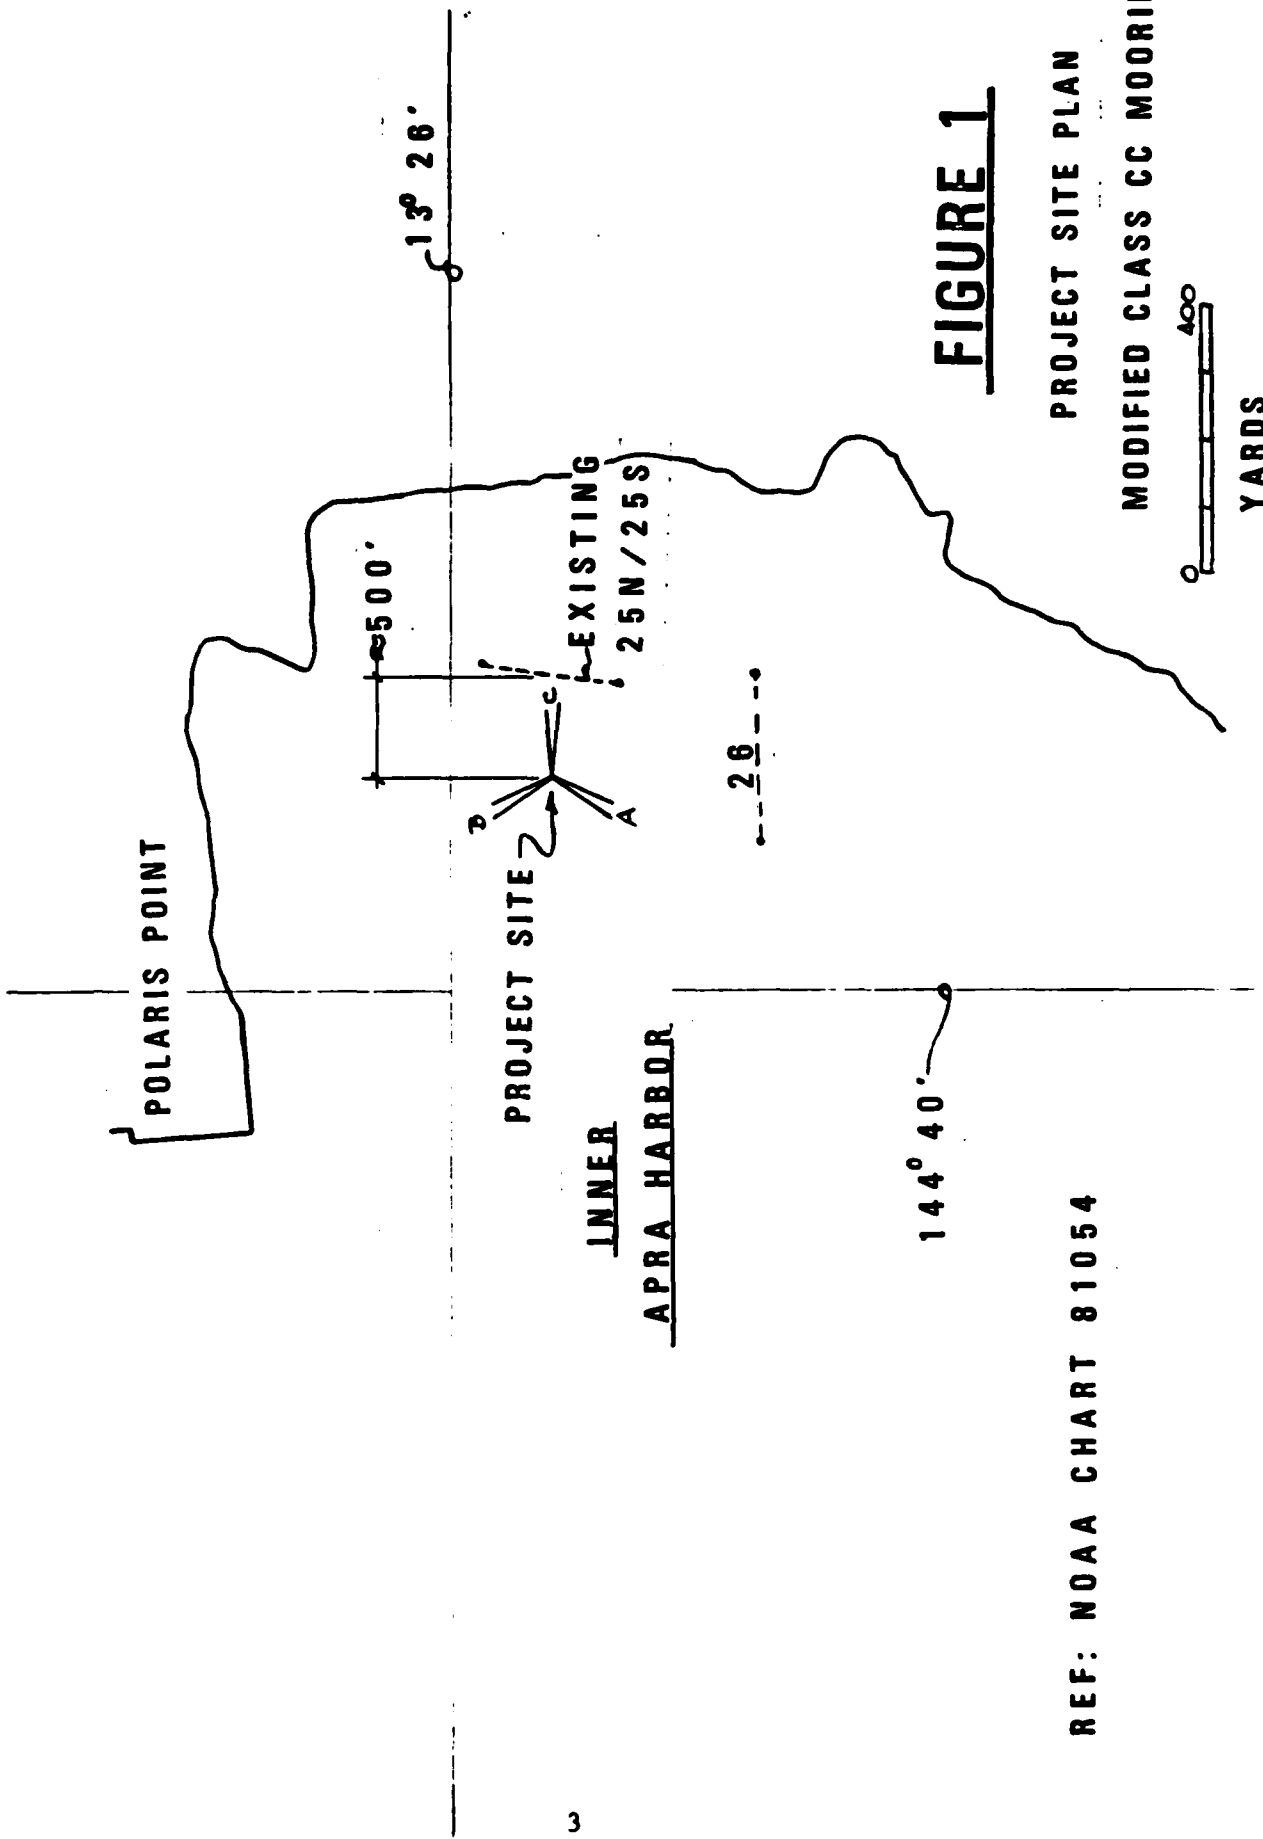 POLARIS POINT
13° 26'
≈500'
B
C
A
EXISTING
25N/25S
PROJECT SITE
26
INNER
APRA HARBOR
144° 40'
REF: NOAA CHART 81054
FIGURE 1
PROJECT SITE PLAN
MODIFIED CLASS CC
0
400
YARDS
3